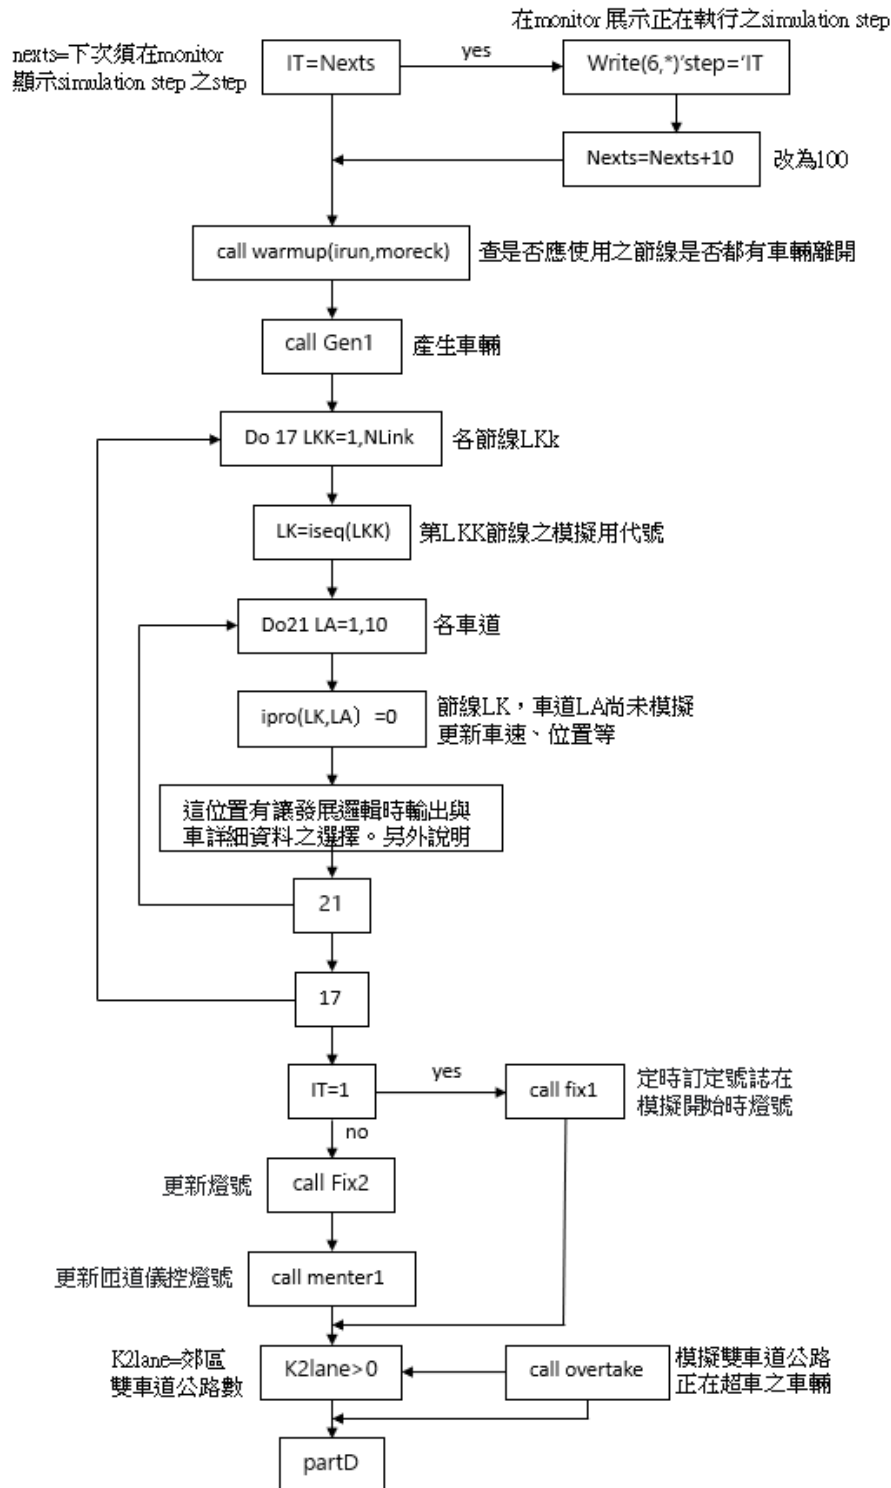 在monitor 展示正在執行之simulation step
nexts=下次須在monitor
顯示simulation step 之step
IT=Nexts
yes
Write(6,*)'step='IT
Nexts=Nexts+10
改為100
call warmup(irun,moreck)
查是否應使用之節線是否都有車輛離開
call Gen1
產生車輛
Do 17 LKK=1,NLink
各節線LKk
LK=iseq(LKK)
第LKK節線之模擬用代號
Do21 LA=1,10
各車道
ipro(LK,LA）=0
節線LK，車道LA尚未模擬
更新車速、位置等
這位置有讓發展邏輯時輸出與
車詳細資料之選擇。另外說明
21
17
IT=1
yes
call fix1
定時訂定號誌在
模擬開始時燈號
no
更新燈號
call Fix2
更新匝道儀控燈號
call menter1
K2lane=郊區
雙車道公路數
K2lane>0
call overtake
模擬雙車道公路
正在超車之車輛
partD